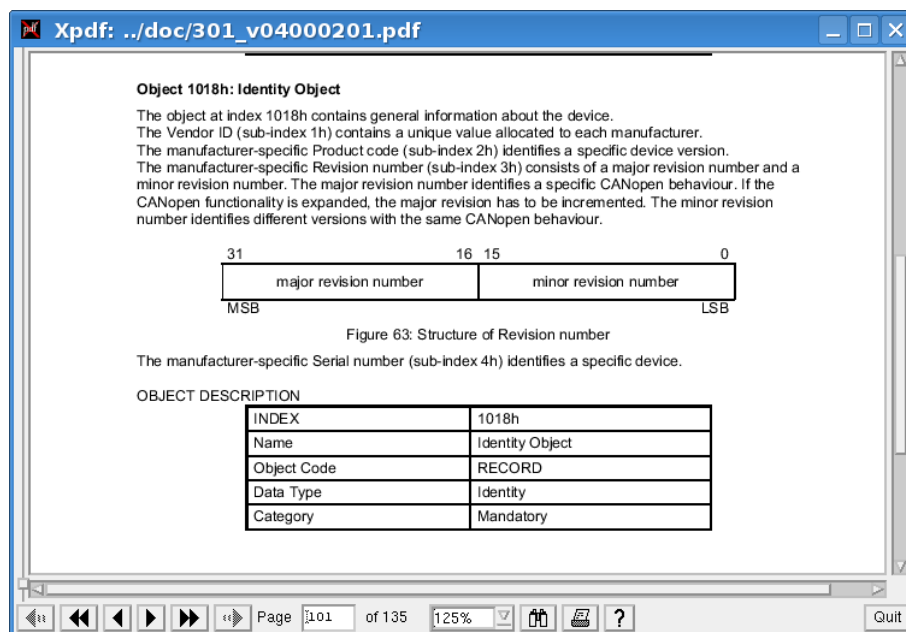 Xpdf: ../doc/301_v04000201.pdf
Object 1018h: Identity Object
The object at index 1018h contains general information about the device.
The Vendor ID (sub-index 1h) contains a unique value allocated to each manufacturer.
The manufacturer-specific Product code (sub-index 2h) identifies a specific device version.
The manufacturer-specific Revision number (sub-index 3h) consists of a major revision number and a
minor revision number. The major revision number identifies a specific CANopen behaviour. If the
CANopen functionality is expanded, the major revision has to be incremented. The minor revision
number identifies different versions with the same CANopen behaviour.
31 16 15 0
major revision number minor revision number
MSB LSB
Figure 63: Structure of Revision number
The manufacturer-specific Serial number (sub-index 4h) identifies a specific device.
OBJECT DESCRIPTION
INDEX 1018h
Name Identity Object
Object Code RECORD
Data Type Identity
Category Mandatory
Page 101 of 135 125% ? Quit